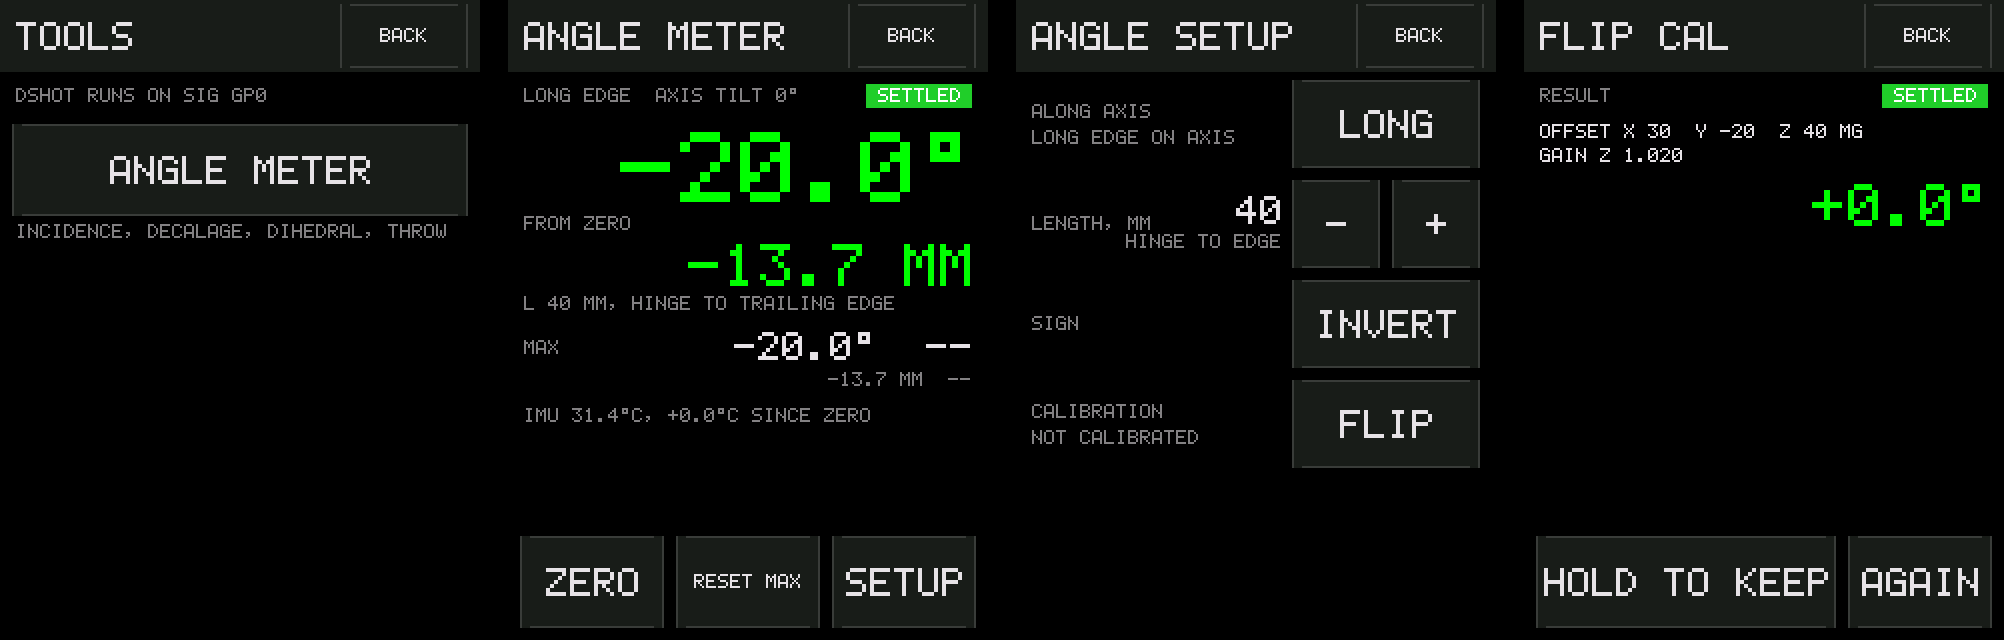 TOOLS
BACK
DSHOT RUNS ON SIG GP0
ANGLE METER
INCIDENCE, DECALAGE, DIHEDRAL, THROW
ANGLE METER
BACK
LONG EDGE AXIS TILT 0°
SETTLED
-20.0°
FROM ZERO
-13.7 MM
L 40 MM, HINGE TO TRAILING EDGE
MAX -20.0° --
-13.7 MM --
IMU 31.4°C, +0.0°C SINCE ZERO
ZERO
RESET MAX
SETUP
ANGLE SETUP
BACK
ALONG AXIS
LONG EDGE ON AXIS
LONG
LENGTH, MM
40
HINGE TO EDGE
-
+
SIGN
INVERT
CALIBRATION
NOT CALIBRATED
FLIP
FLIP CAL
BACK
RESULT
SETTLED
OFFSET X 30 Y -20 Z 40 MG
GAIN Z 1.020
+0.0°
HOLD TO KEEP
AGAIN